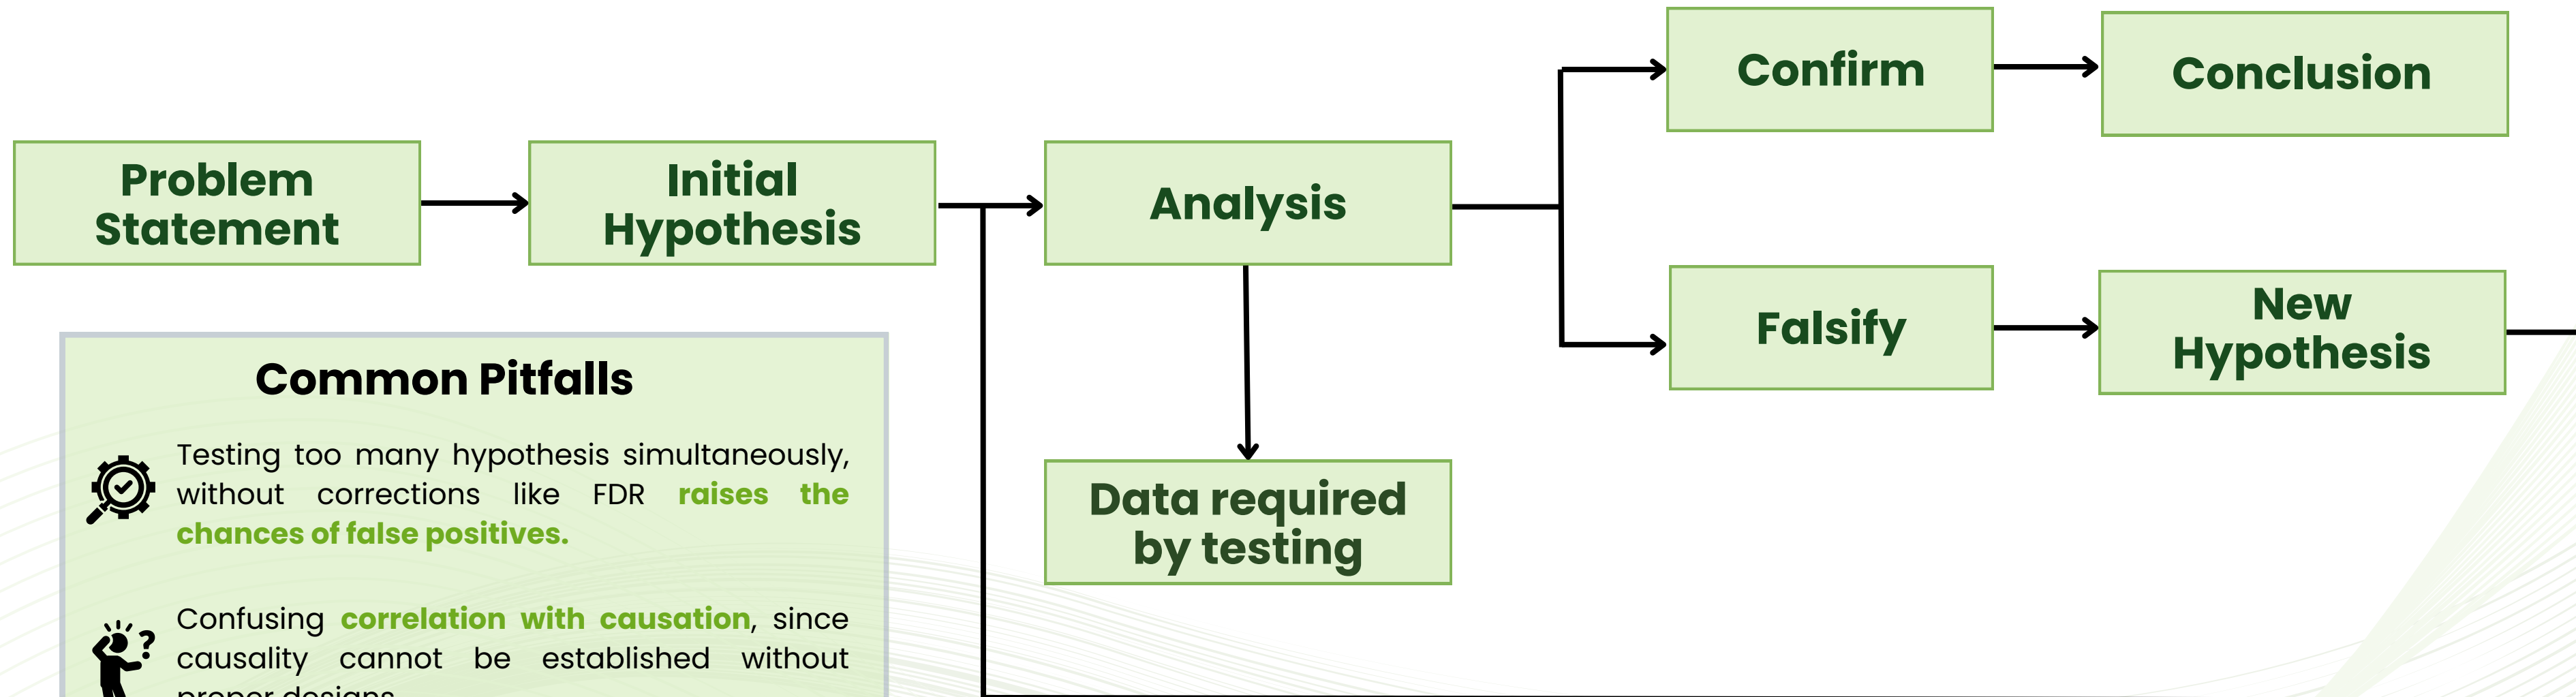 Problem
Statement
Initial
Hypothesis
Analysis
Confirm
Conclusion
Falsify
New
Hypothesis
Data required
by testing
Common Pitfalls
Testing too many hypothesis simultaneously,
without corrections like FDR raises the
chances of false positives.
Confusing correlation with causation, since
causality cannot be established without
proper designs